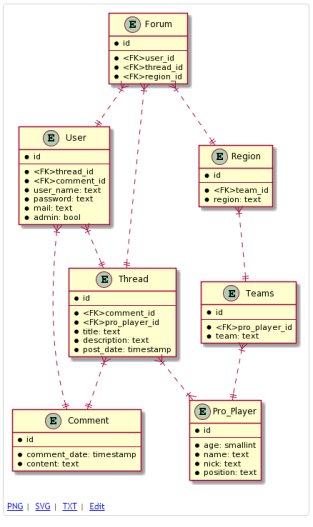 E Forum
id
<FK>user_id
<FK>thread_id
<FK>region_id
E User
id
<FK>thread_id
<FK>comment_id
user_name: text
password: text
mail: text
admin: bool
E Region
id
<FK>team_id
region: text
E Thread
id
<FK>comment_id
<FK>pro_player_id
title: text
description: text
post_date: timestamp
E Teams
id
<FK>pro_player_id
team: text
E Comment
id
comment_date: timestamp
content: text
E Pro_Player
id
age: smallint
name: text
nick: text
position: text
PNG | SVG | TXT | Edit